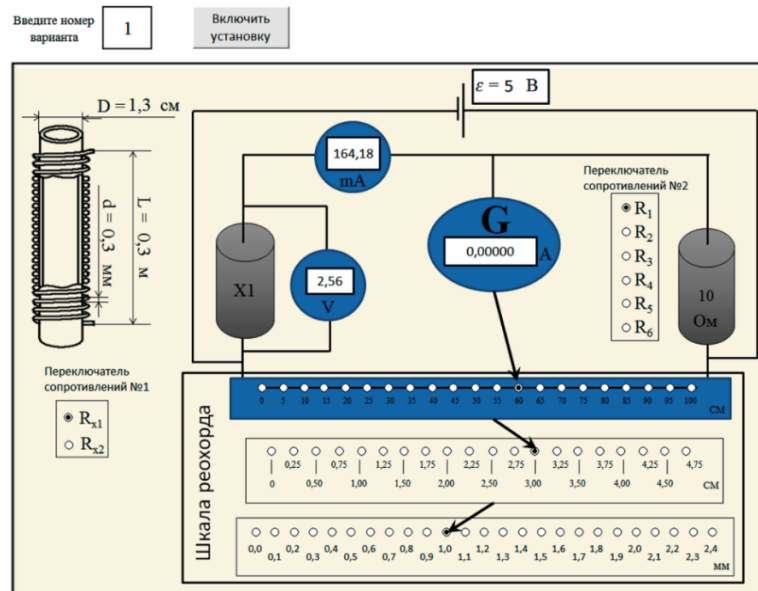 Введите номер
варианта
1
Включить
установку
D = 1,3 см
ε = 5 В
164,18
mA
Переключатель
сопротивлений №2
R1
R2
R3
R4
R5
R6
G
0,00000
A
d = 0,3 мм
L = 0,3 м
X1
2,56
V
10
Ом
Переключатель
сопротивлений №1
Rx1
Rx2
Шкала реохорда
0 5 10 15 20 25 30 35 40 45 50 55 60 65 70 75 80 85 90 95 100
см
0,25 0,75 1,25 1,75 2,25 2,75 3,25 3,75 4,25 4,75
0 0,50 1,00 1,50 2,00 2,50 3,00 3,50 4,00 4,50
см
0,0 0,2 0,4 0,6 0,8 1,0 1,2 1,4 1,6 1,8 2,0 2,2 2,4
0,1 0,3 0,5 0,7 0,9 1,1 1,3 1,5 1,7 1,9 2,1 2,3
мм